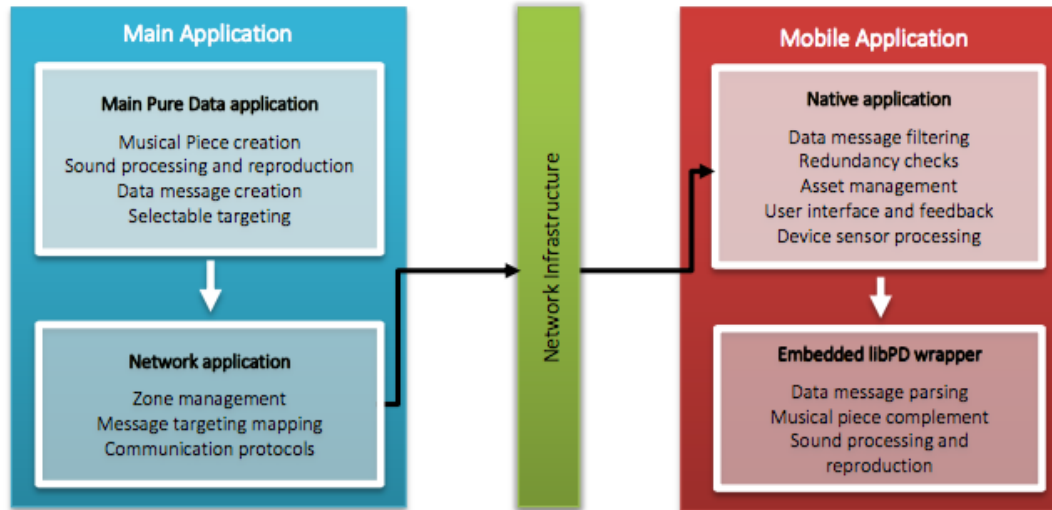 Main Application
Main Pure Data application
Musical Piece creation
Sound processing and reproduction
Data message creation
Selectable targeting
Network application
Zone management
Message targeting mapping
Communication protocols
Network Infrastructure
Mobile Application
Native application
Data message filtering
Redundancy checks
Asset management
User interface and feedback
Device sensor processing
Embedded libPD wrapper
Data message parsing
Musical piece complement
Sound processing and
reproduction